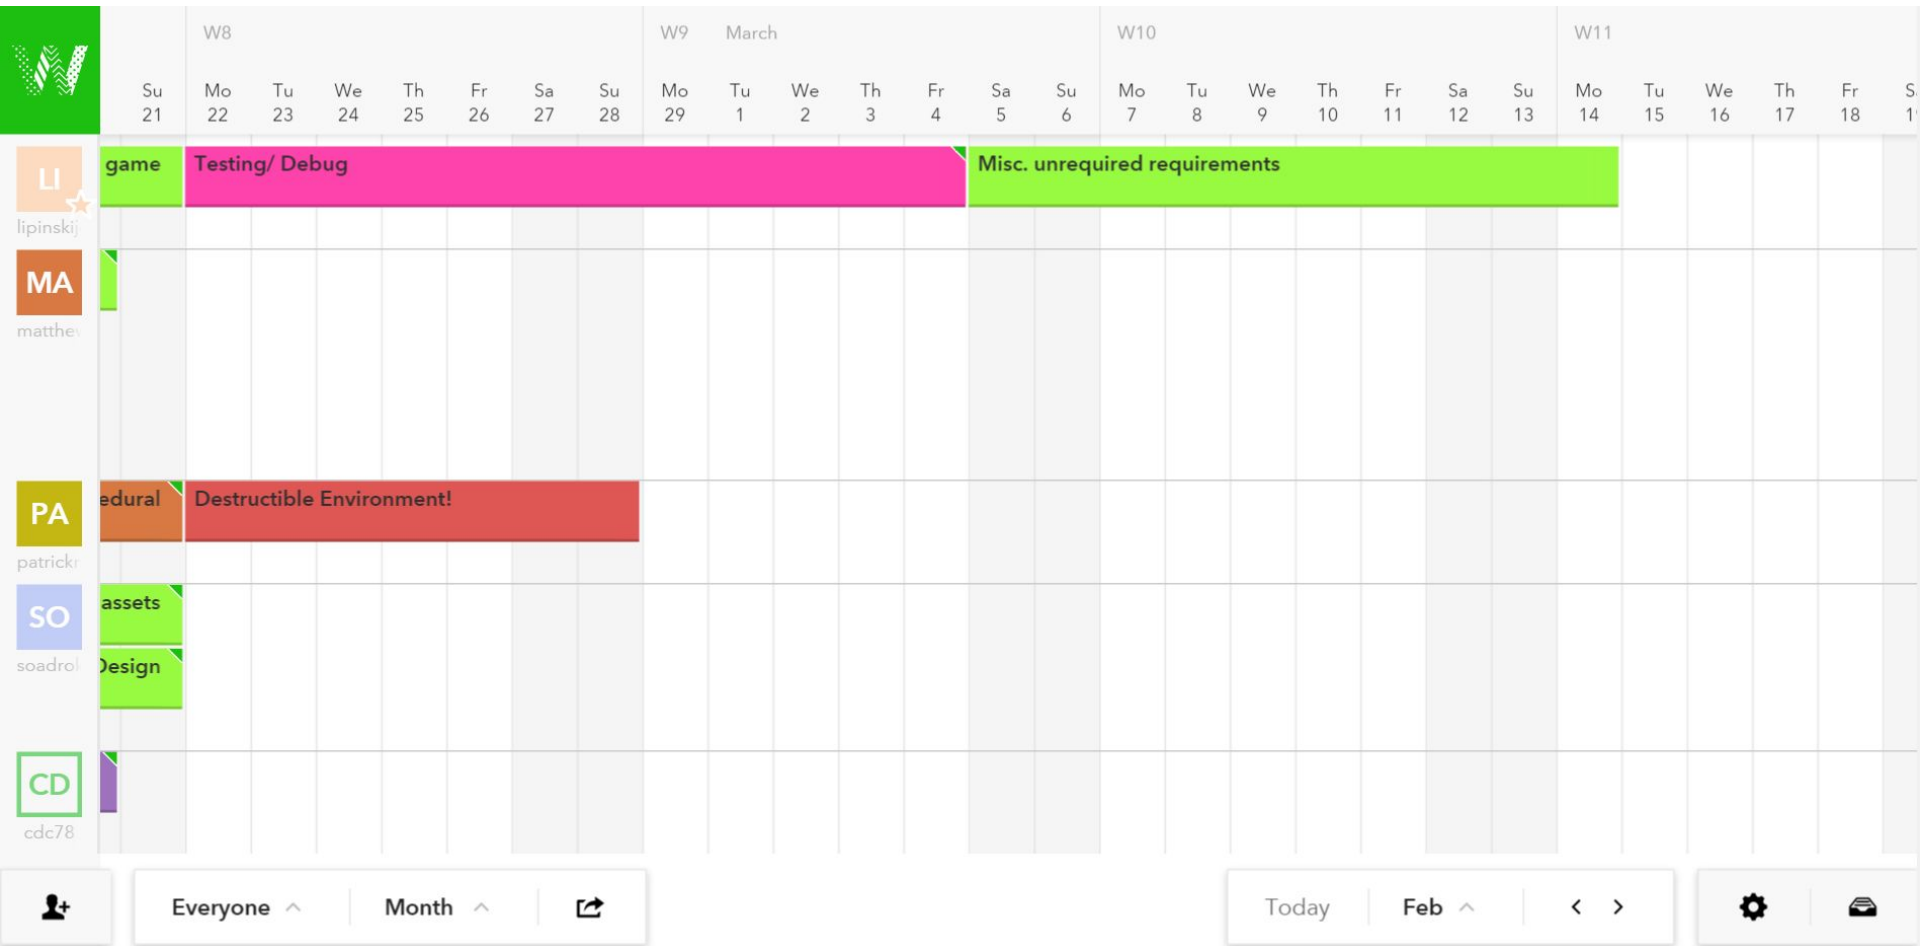 W8 W9 March W10 W11
Su Mo Tu We Th Fr Sa Su Mo Tu We Th Fr Sa Su Mo Tu We Th Fr Sa Su Mo Tu We Th Fr
21 22 23 24 25 26 27 28 29 1 2 3 4 5 6 7 8 9 10 11 12 13 14 15 16 17 18
W
LI
lipinskij
game
Testing/ Debug
Misc. unrequired requirements
MA
matthe
PA
patrick
edural
Destructible Environment!
SO
soadro
assets
Design
CD
cdc78
Everyone
Month
Today
Feb